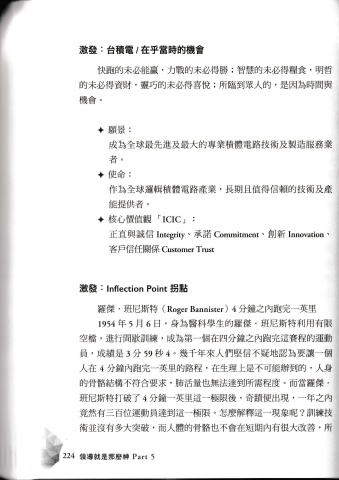 激發：台積電 / 在乎當時的機會
快跑的未必能贏，力戰的未必得勝；智慧的未必得糧食，明哲
的未必得資財，靈巧的未必得喜悅；所臨到眾人的，是因為時間與
機會。
✦ 願景：
成為全球最先進及最大的專業積體電路技術及製造服務業
者。
✦ 使命：
作為全球邏輯積體電路產業，長期且值得信賴的技術及產
能提供者。
✦ 核心價值觀「ICIC」：
正直與誠信 Integrity、承諾 Commitment、創新 Innovation、
客戶信任關係 Customer Trust
激發：Inflection Point 拐點
羅傑．班尼斯特（Roger Bannister）4 分鐘之內跑完一英里
1954 年 5 月 6 日，身為醫科學生的羅傑．班尼斯特利用有限
空檔，進行間歇訓練，成為第一個在四分鐘之內跑完這賽程的運動
員，成績是 3 分 59 秒 4。幾千年來人們堅信不疑地認為要讓一個
人在 4 分鐘內跑完一英里的路程，在生理上是不可能辦到的，人身
的骨骼結構不符合要求，肺活量也無法達到所需程度。而當羅傑．
班尼斯特打破了 4 分鐘一英里這一極限後，奇蹟便出現，一年之內
竟然有三百位運動員達到這一極限。怎麼解釋這一現象呢？訓練技
術並沒有多大突破，而人體的骨骼也不會在短期內有很大改善，所
224 領導就是那麼神 Part 5